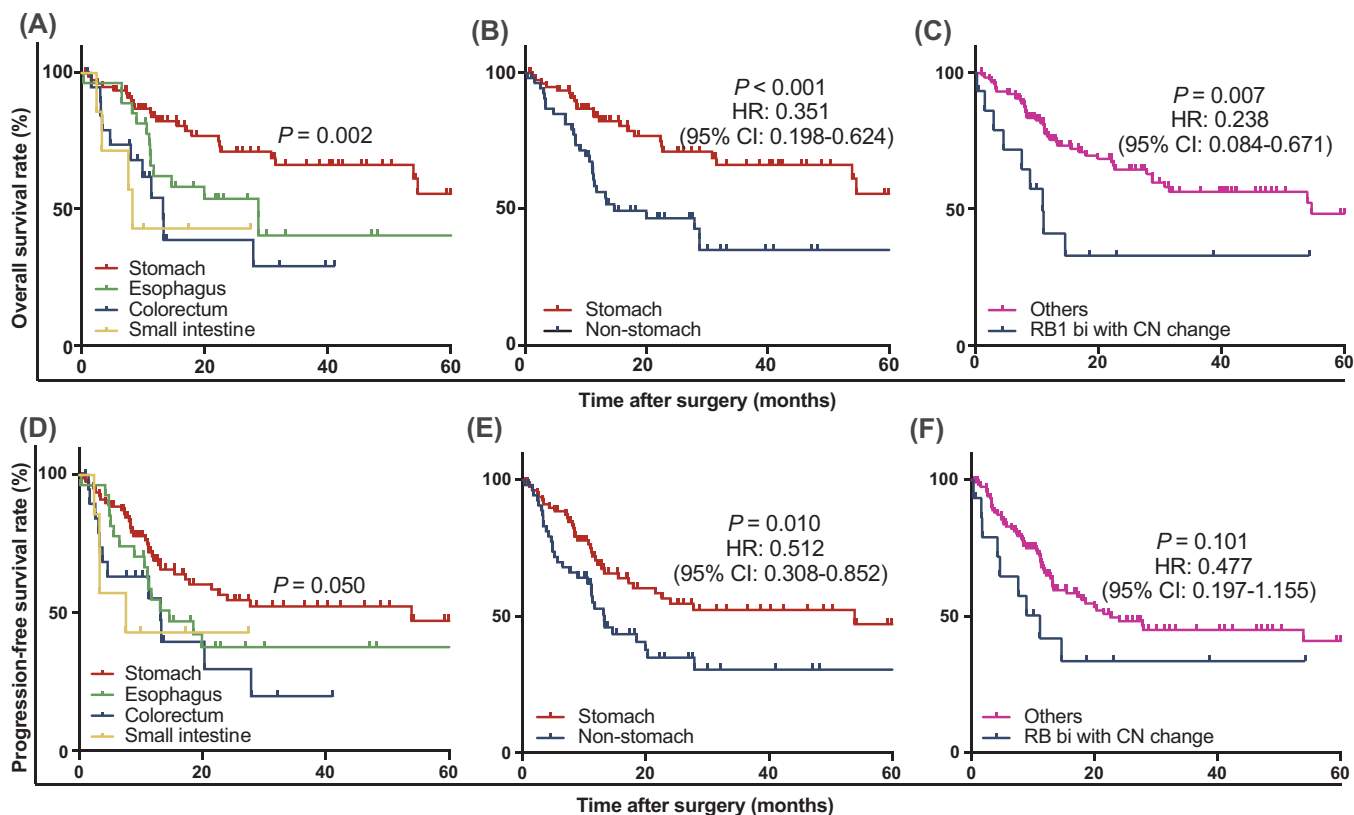 (A)
Overall survival rate (%)
100
50
0
P = 0.002
Stomach
Esophagus
Colorectum
Small intestine
0
20
40
60
(B)
100
50
0
P < 0.001
HR: 0.351
(95% CI: 0.198-0.624)
Stomach
Non-stomach
0
20
40
60
(C)
100
50
0
P = 0.007
HR: 0.238
(95% CI: 0.084-0.671)
Others
RB1 bi with CN change
0
20
40
60
Time after surgery (months)
(D)
Progression-free survival rate (%)
100
50
0
P = 0.050
Stomach
Esophagus
Colorectum
Small intestine
0
20
40
60
(E)
100
50
0
P = 0.010
HR: 0.512
(95% CI: 0.308-0.852)
Stomach
Non-stomach
0
20
40
60
(F)
100
50
0
P = 0.101
HR: 0.477
(95% CI: 0.197-1.155)
Others
RB bi with CN change
0
20
40
60
Time after surgery (months)